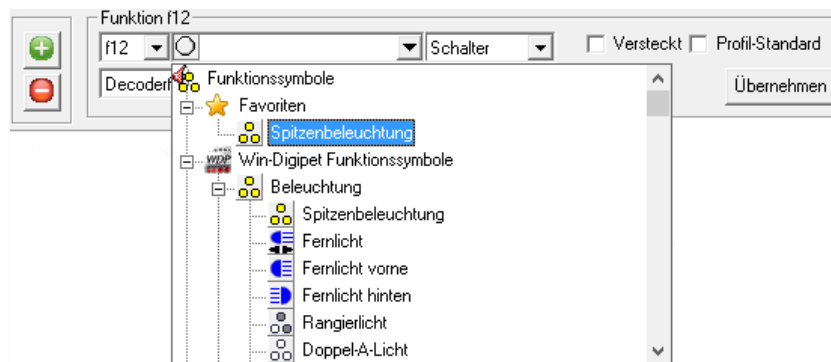 Funktion f12
f12 Schalter Versteckt Profil-Standard
Funktionssymbole
Übernehmen
Favoriten
Spitzenbeleuchtung
WDP Win-Digipet Funktionssymbole
Beleuchtung
Spitzenbeleuchtung
Fernlicht
Fernlicht vorne
Fernlicht hinten
Rangierlicht
Doppel-A-Licht